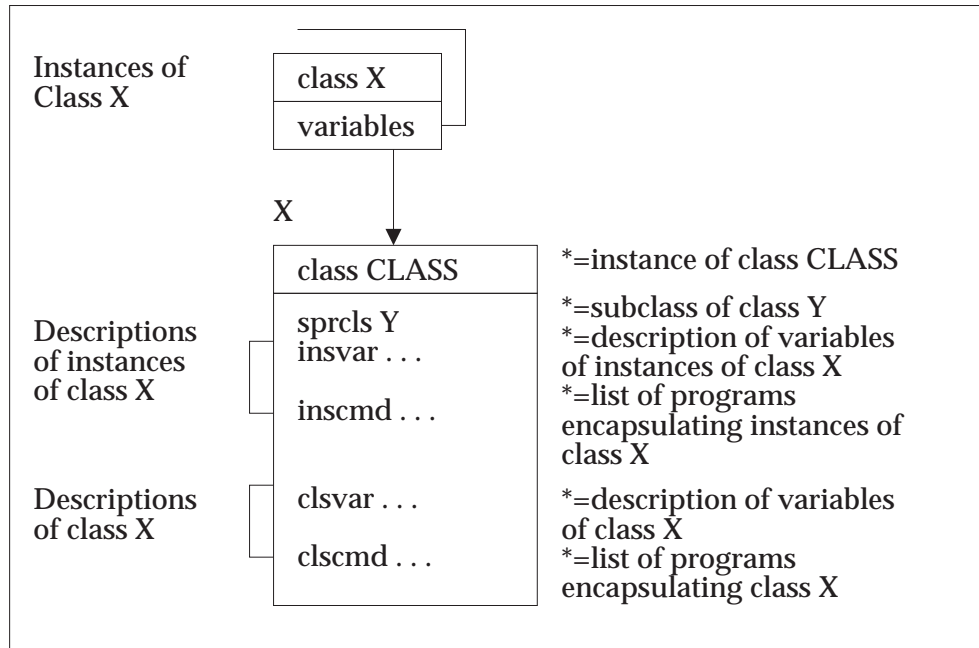 Instances of
Class X
class X
variables
X
class CLASS
*=instance of class CLASS
Descriptions
of instances
of class X
sprcls Y
insvar . . .
inscmd . . .
*=subclass of class Y
*=description of variables
of instances of class X
*=list of programs
encapsulating instances of
class X
Descriptions
of class X
clsvar . . .
clscmd . . .
*=description of variables
of class X
*=list of programs
encapsulating class X